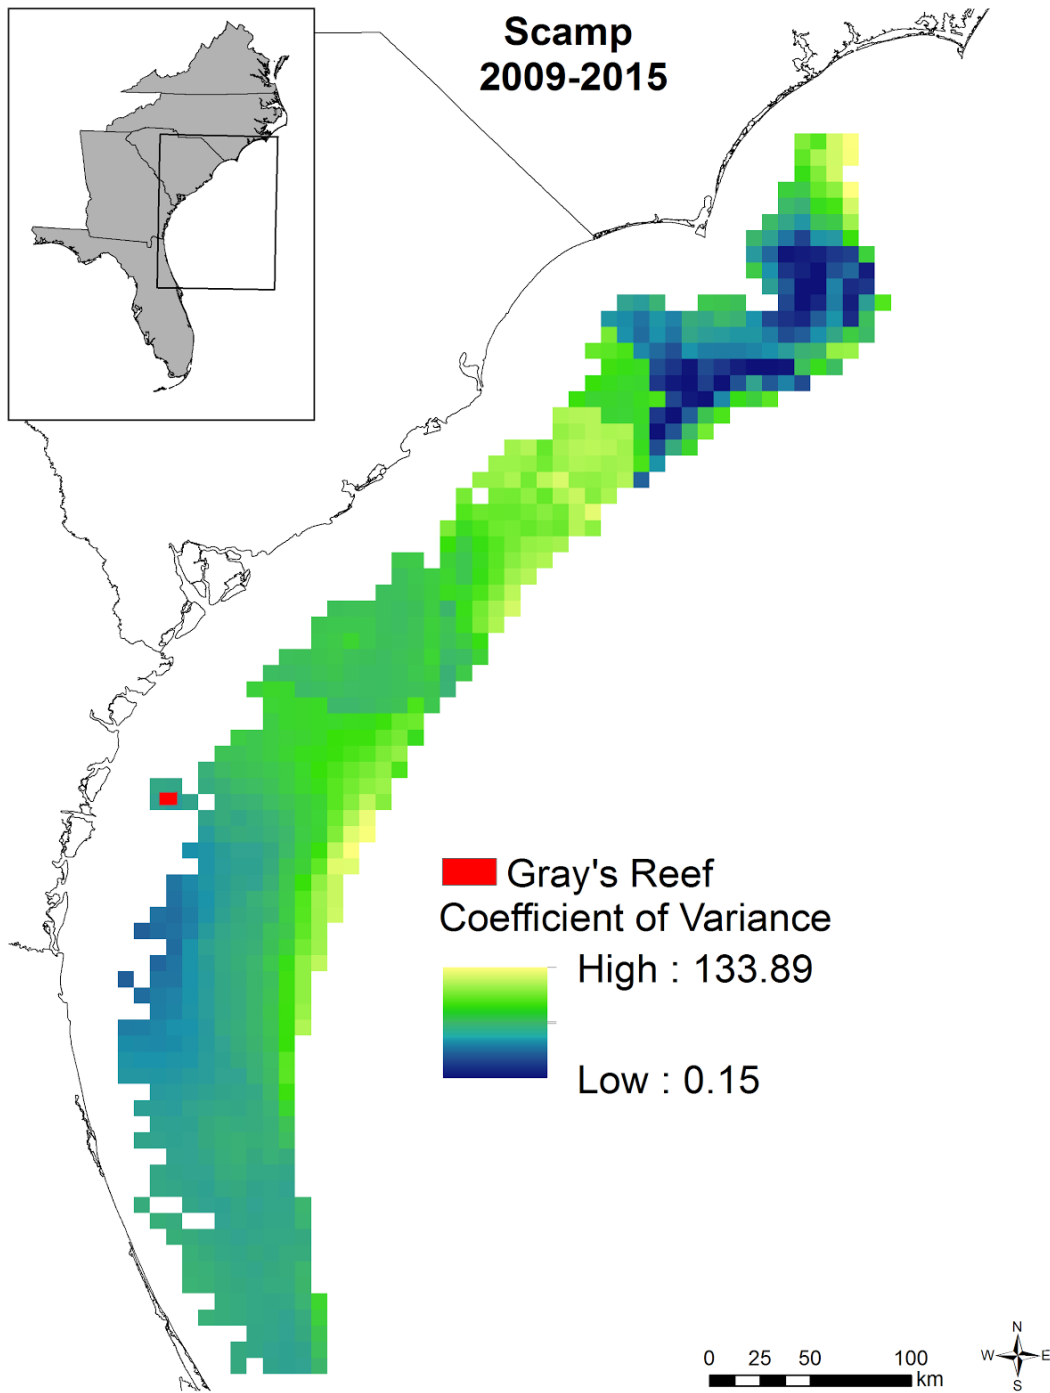 Scamp
2009-2015
Gray's Reef
Coefficient of Variance
High : 133.89
Low : 0.15
N
W E
S
0 25 50 100
km